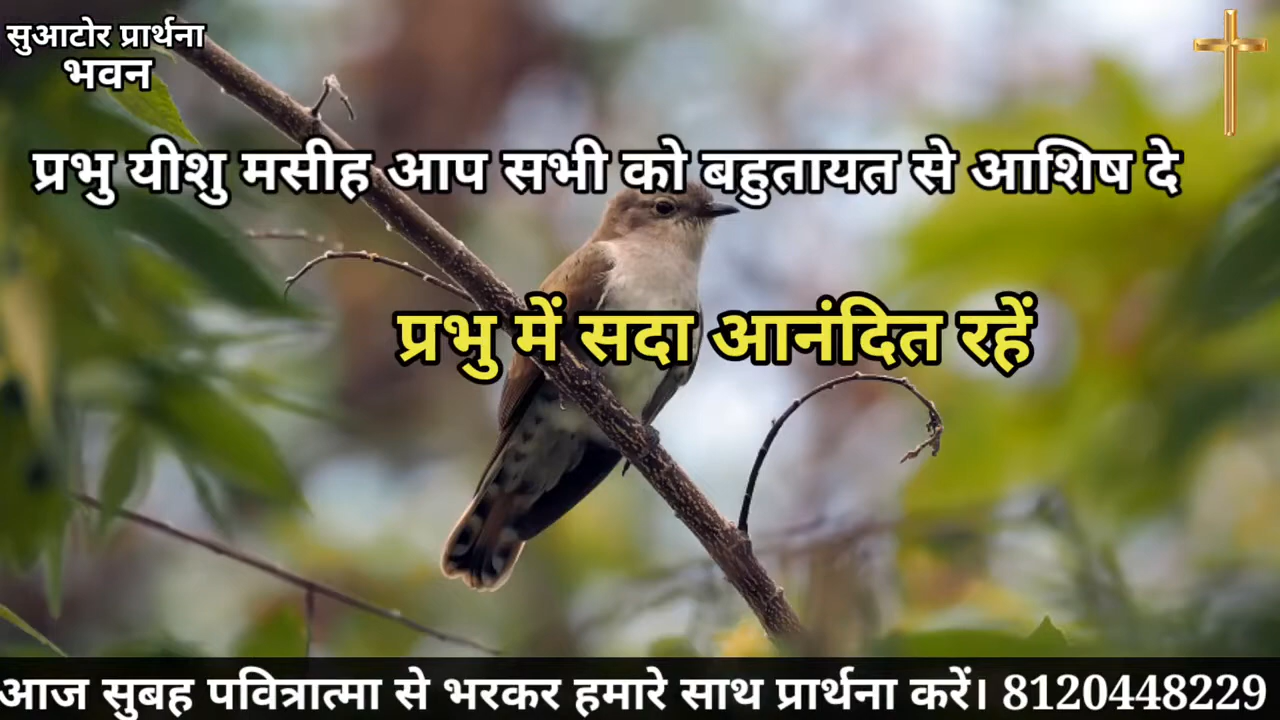 सुआटोर प्रार्थना
भवन
प्रभु यीशु मसीह आप सभी को बहुतायत से आशिष दे
प्रभु में सदा आनंदित रहें
आज सुबह पवित्रात्मा से भरकर हमारे साथ प्रार्थना करें। 8120448229